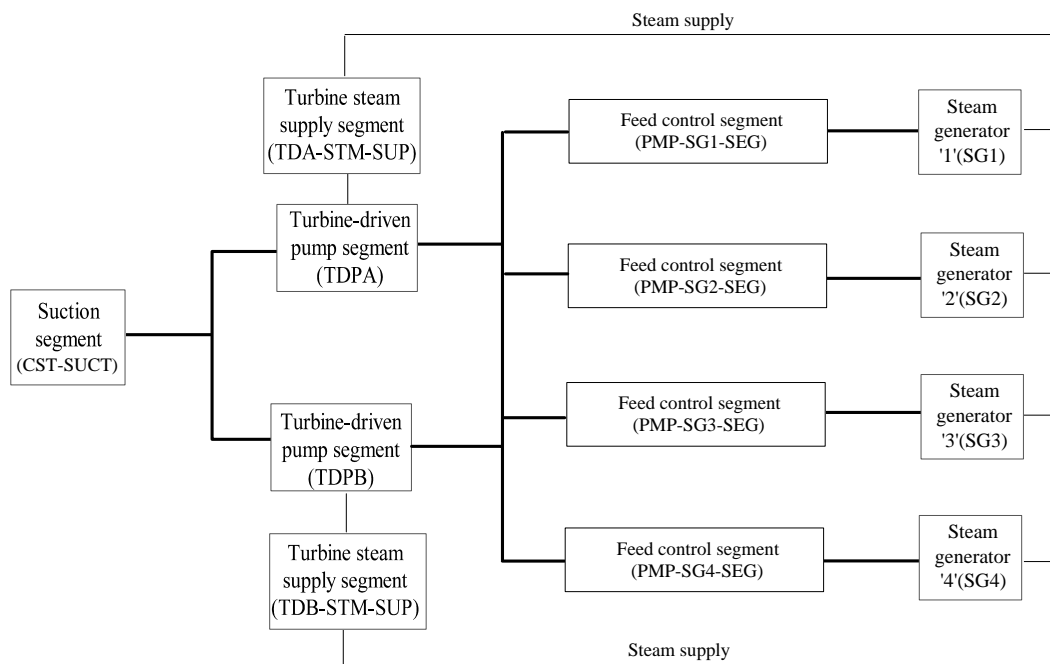 Steam supply
Turbine steam
supply segment
(TDA-STM-SUP)
Feed control segment
(PMP-SG1-SEG)
Steam
generator
'1'(SG1)
Turbine-driven
pump segment
(TDPA)
Feed control segment
(PMP-SG2-SEG)
Steam
generator
'2'(SG2)
Suction
segment
(CST-SUCT)
Turbine-driven
pump segment
(TDPB)
Feed control segment
(PMP-SG3-SEG)
Steam
generator
'3'(SG3)
Turbine steam
supply segment
(TDB-STM-SUP)
Feed control segment
(PMP-SG4-SEG)
Steam
generator
'4'(SG4)
Steam supply